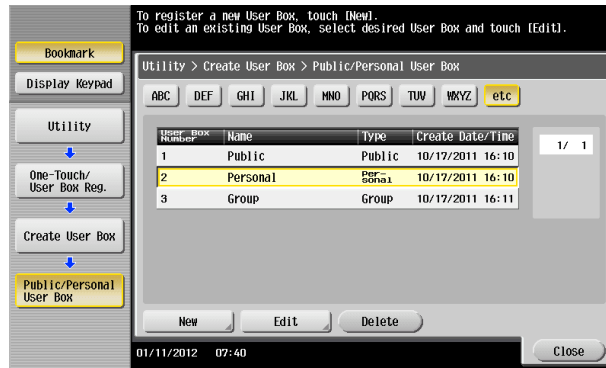 To register a new User Box, touch [New].
To edit an existing User Box, select desired User Box and touch [Edit].
Bookmark
Display Keypad
Utility
One-Touch/
User Box Reg.
Create User Box
Public/Personal
User Box
Utility > Create User Box > Public/Personal User Box
ABC DEF GHI JKL MNO PQRS TUV WXYZ etc
User Box
Number Name Type Create Date/Time
1 Public Public 10/17/2011 16:10
2 Personal Per-
sonal 10/17/2011 16:10
3 Group Group 10/17/2011 16:11
1/ 1
New Edit Delete
01/11/2012 07:40
Close